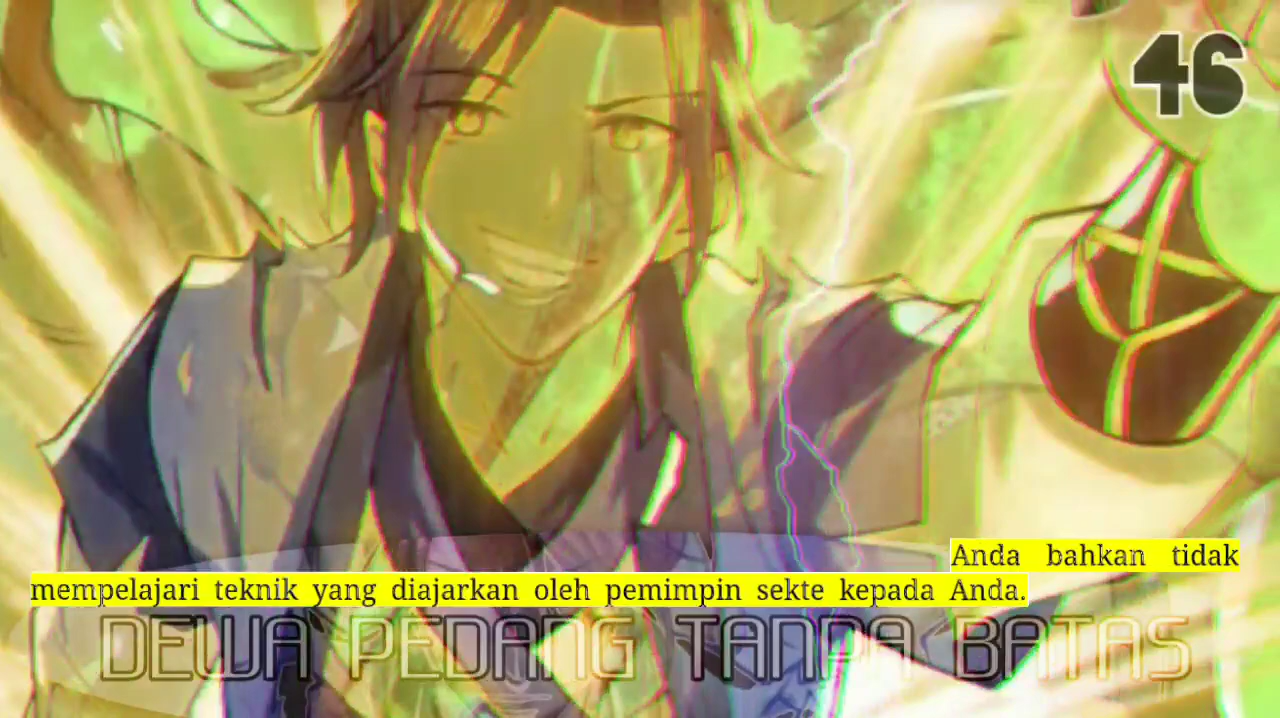 46
Anda bahkan tidak
mempelajari teknik yang diajarkan oleh pemimpin sekte kepada Anda.
DEWA PEDANG TANPA BATAS